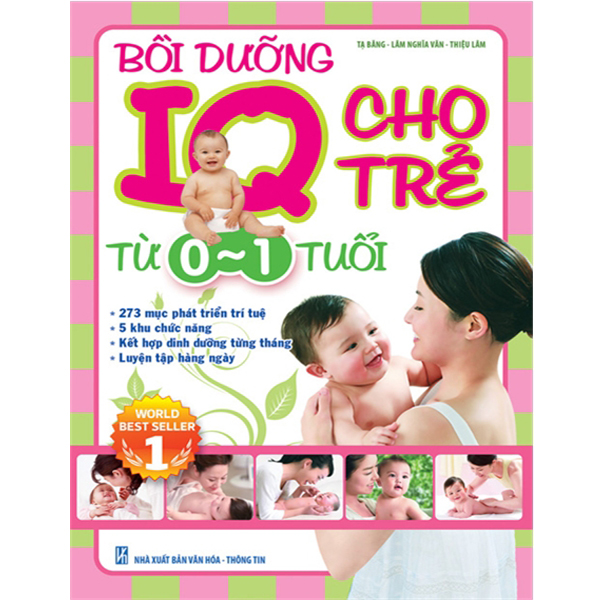 TẠ BĂNG - LÂM NGHĨA VĂN - THIỆU LÂM
BỒI DƯỠNG
IQ CHO
TRẺ
TỪ 0~1 TUỔI
* 273 mục phát triển trí tuệ
* 5 khu chức năng
* Kết hợp dinh dưỡng từng tháng
* Luyện tập hàng ngày
WORLD
BEST SELLER
1
NHÀ XUẤT BẢN VĂN HÓA - THÔNG TIN